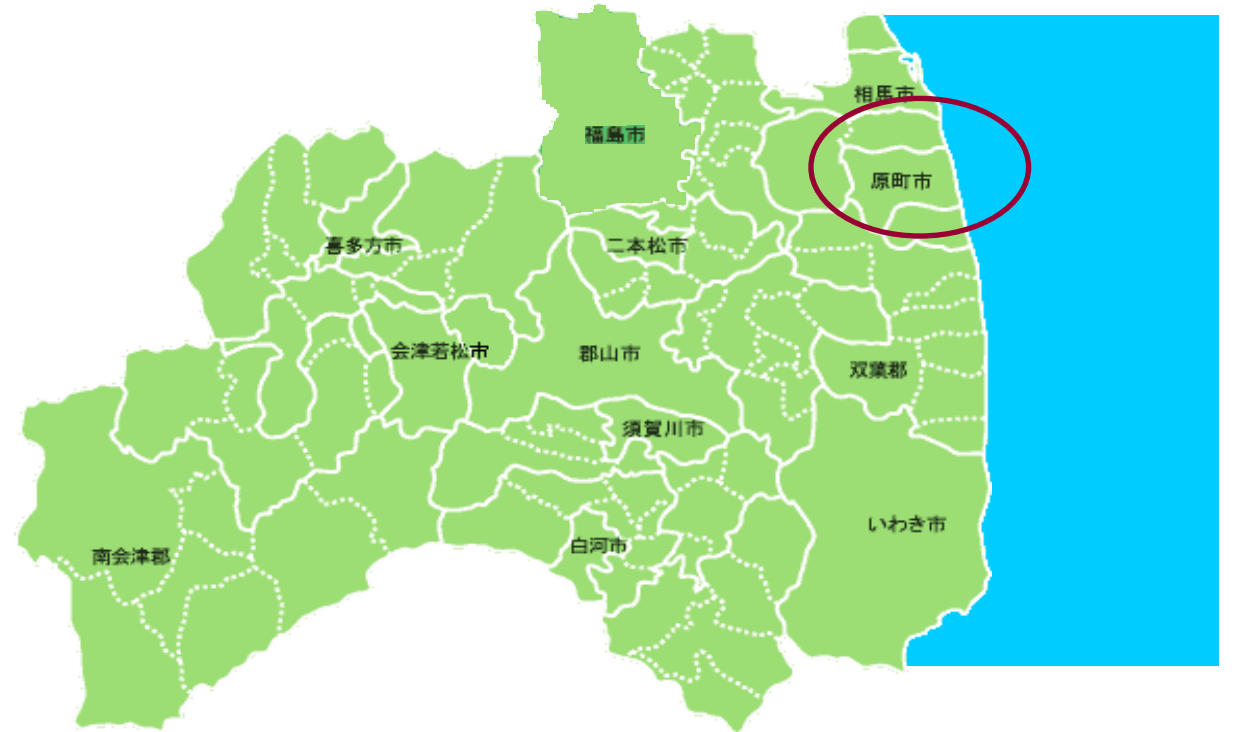 相馬市
福島市
原町市
喜多方市
二本松市
会津若松市
郡山市
双葉郡
須賀川市
いわき市
白河市
南会津郡